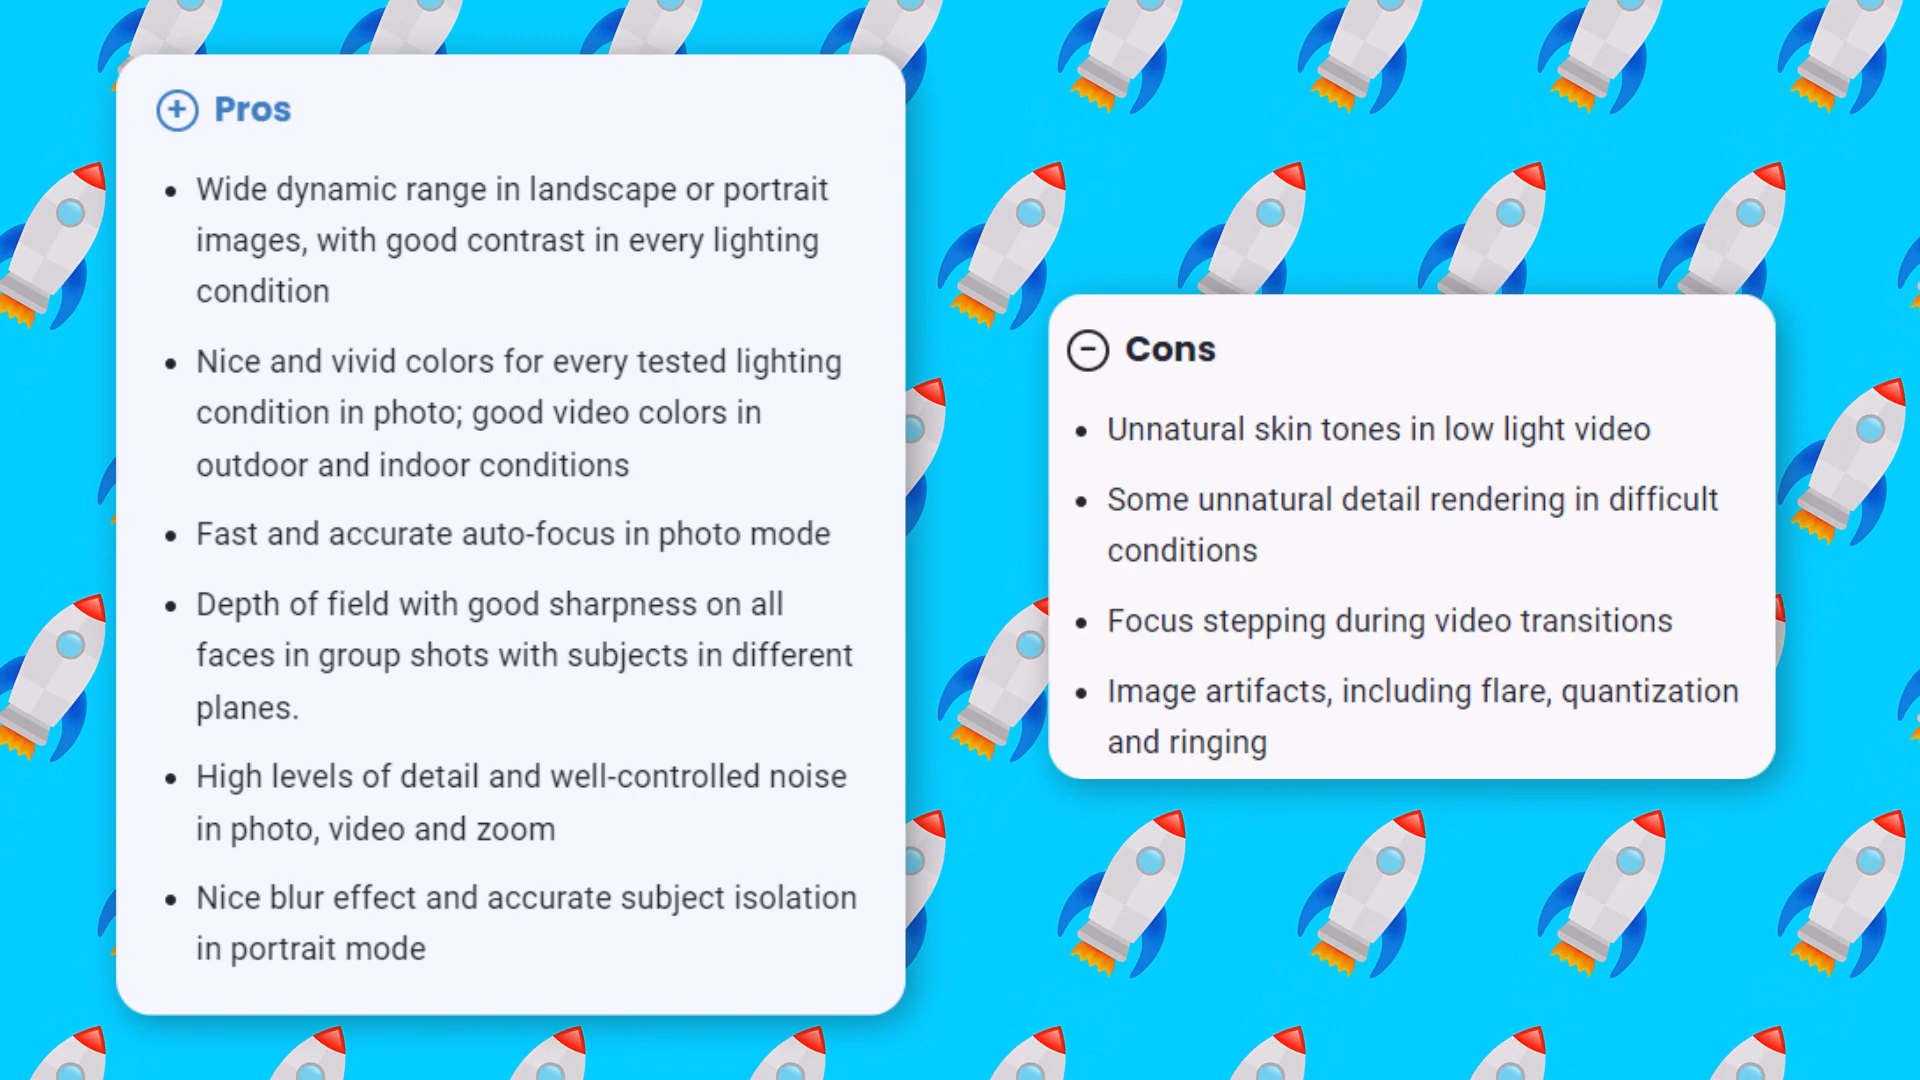 Pros
Wide dynamic range in landscape or portrait
images, with good contrast in every lighting
condition
Nice and vivid colors for every tested lighting
condition in photo; good video colors in
outdoor and indoor conditions
Fast and accurate auto-focus in photo mode
Depth of field with good sharpness on all
faces in group shots with subjects in different
planes.
High levels of detail and well-controlled noise
in photo, video and zoom
Nice blur effect and accurate subject isolation
in portrait mode
Cons
Unnatural skin tones in low light video
Some unnatural detail rendering in difficult
conditions
Focus stepping during video transitions
Image artifacts, including flare, quantization
and ringing